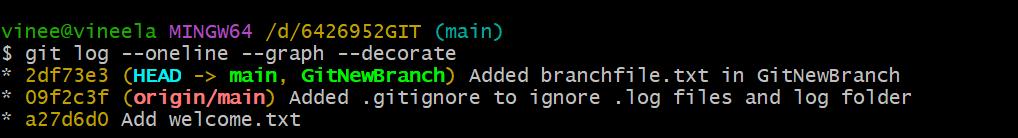 vinee@vineela MINGW64 /d/6426952GIT (main)
$ git log --oneline --graph --decorate
* 2df73e3 (HEAD -> main, GitNewBranch) Added branchfile.txt in GitNewBranch
* 09f2c3f (origin/main) Added .gitignore to ignore .log files and log folder
* a27d6d0 Add welcome.txt